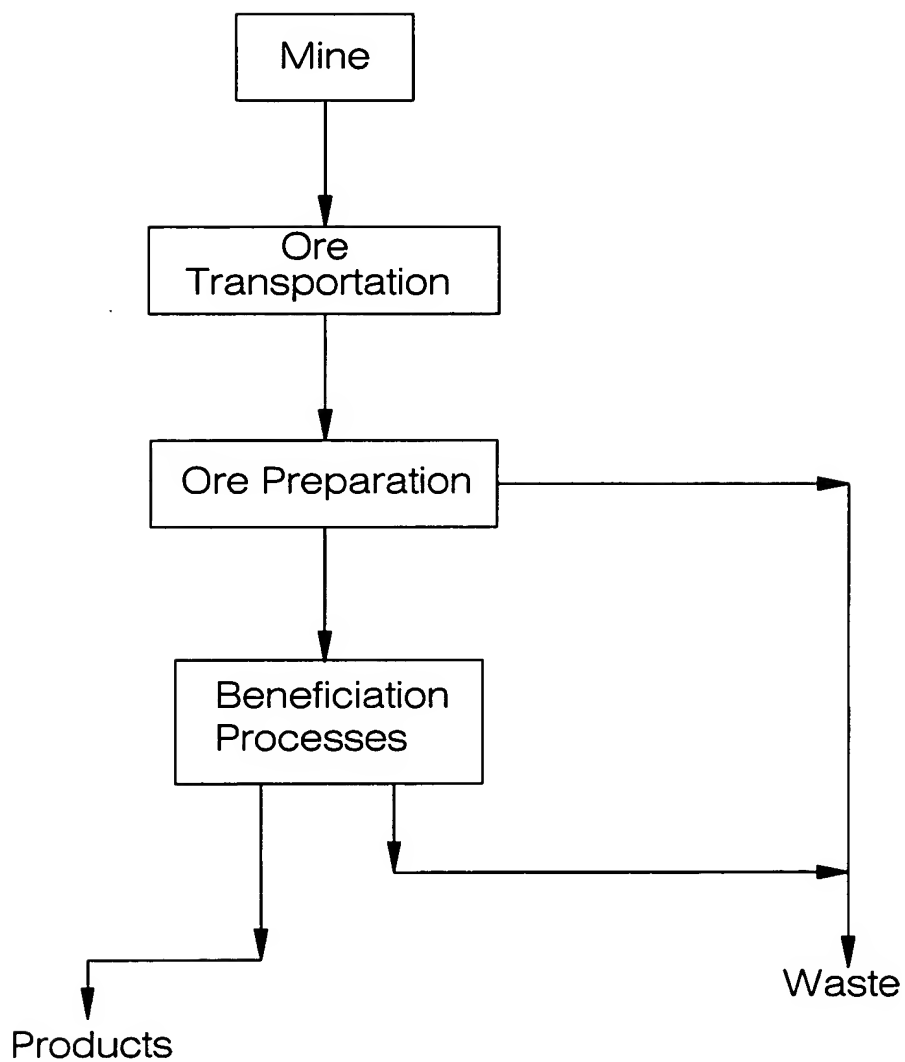 Mine
Ore
Transportation
Ore Preparation
Beneficiation
Processes
Waste
Products